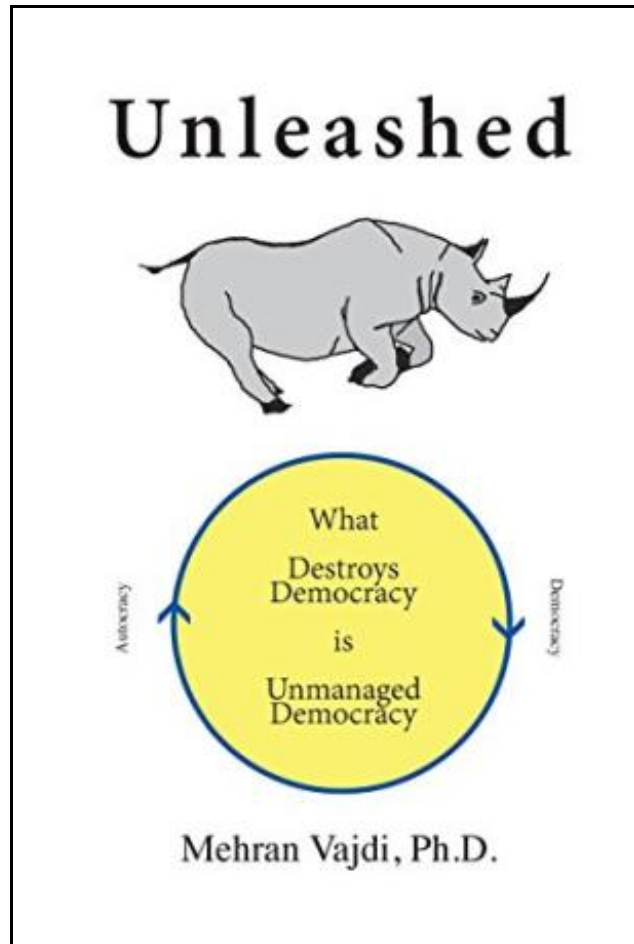 Unleashed
What
Destroys
Democracy
is
Unmanaged
Democracy
Autocracy
Democracy
Mehran Vajdi, Ph.D.